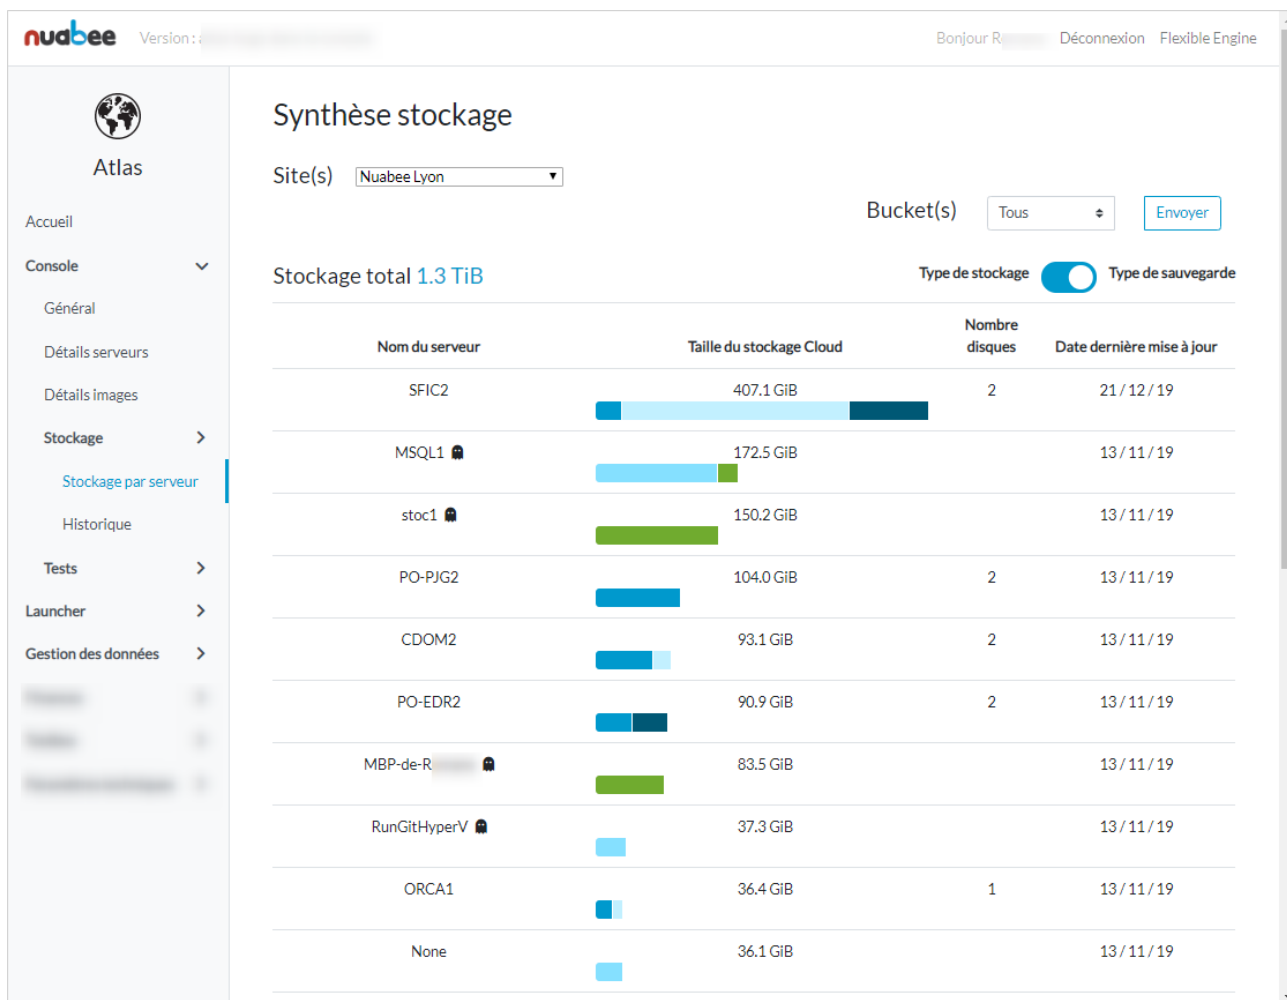 nuabee Version :
Bonjour R Déconnexion Flexible Engine
Atlas
Accueil
Console
Général
Détails serveurs
Détails images
Stockage
Stockage par serveur
Historique
Tests
Launcher
Gestion des données
Synthèse stockage
Site(s) Nuabee Lyon
Bucket(s) Tous Envoyer
Stockage total 1.3 TiB
Type de stockage Type de sauvegarde
Nom du serveur Taille du stockage Cloud Nombre disques Date dernière mise à jour
SFIC2 407.1 GiB 2 21 / 12 / 19
MSQL1 172.5 GiB 13 / 11 / 19
stoc1 150.2 GiB 13 / 11 / 19
PO-PJG2 104.0 GiB 2 13 / 11 / 19
CDOM2 93.1 GiB 2 13 / 11 / 19
PO-EDR2 90.9 GiB 2 13 / 11 / 19
MBP-de-R 83.5 GiB 13 / 11 / 19
RunGitHyperV 37.3 GiB 13 / 11 / 19
ORCA1 36.4 GiB 1 13 / 11 / 19
None 36.1 GiB 13 / 11 / 19